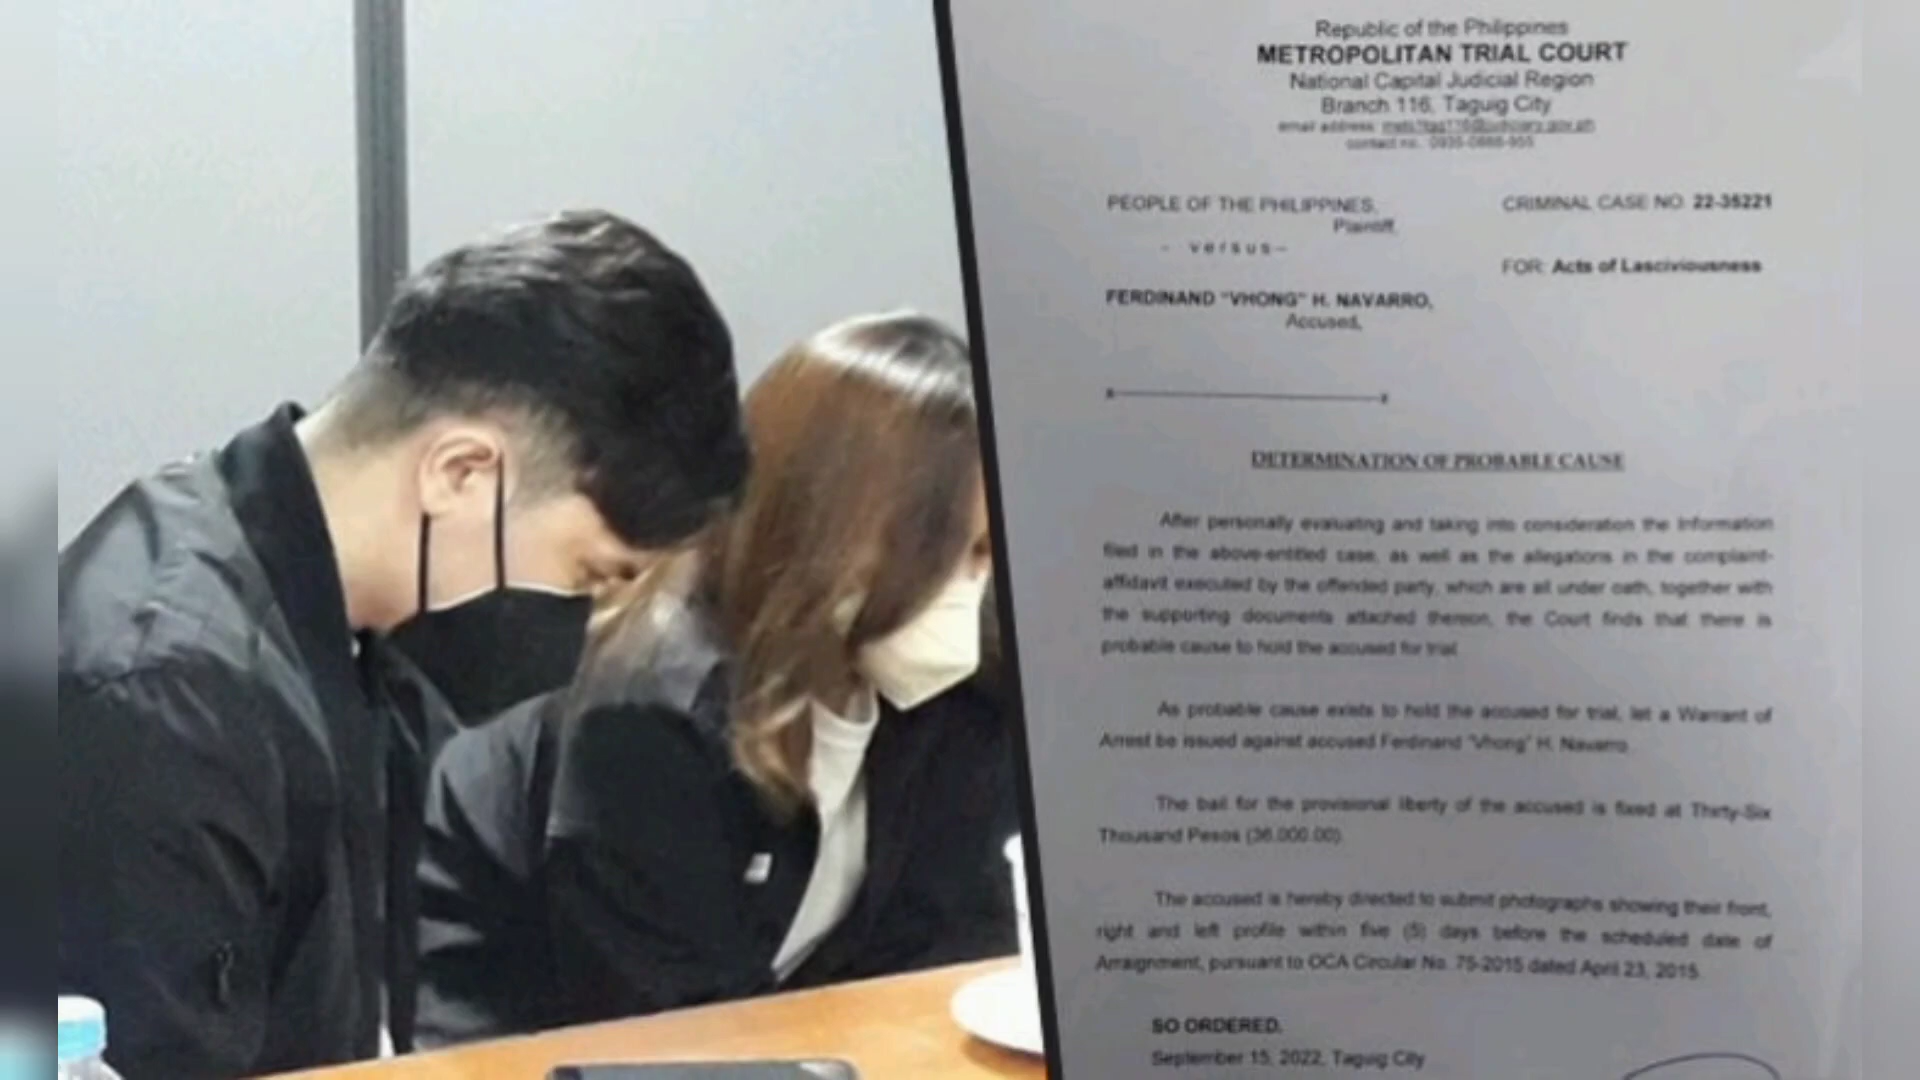 Republic of the Philippines
METROPOLITAN TRIAL COURT
National Capital Judicial Region
Branch 116, Taguig City
email address:
contact no.:
PEOPLE OF THE PHILIPPINES,
Plaintiff,
- versus-
CRIMINAL CASE NO. 22-35221
FOR: Acts of Lasciviousness
FERDINAND "VHONG" H. NAVARRO,
Accused,
x x
DETERMINATION OF PROBABLE CAUSE
After personally evaluating and taking into consideration the Information
filed in the above-entitled case, as well as the allegations in the complaint-
affidavit executed by the offended party, which are all under oath, together with
the supporting documents attached thereon, the Court finds that there is
probable cause to hold the accused for trial.
As probable cause exists to hold the accused for trial, let a Warrant of
Arrest be issued against accused Ferdinand "Vhong" H. Navarro.
The bail for the provisional liberty of the accused is fixed at Thirty-Six
Thousand Pesos (36,000.00).
The accused is hereby directed to submit photographs showing their front,
right and left profile within five (5) days before the scheduled date of
Arraignment, pursuant to OCA Circular No. 75-2015 dated April 23, 2015.
SO ORDERED.
September 15, 2022, Taguig City